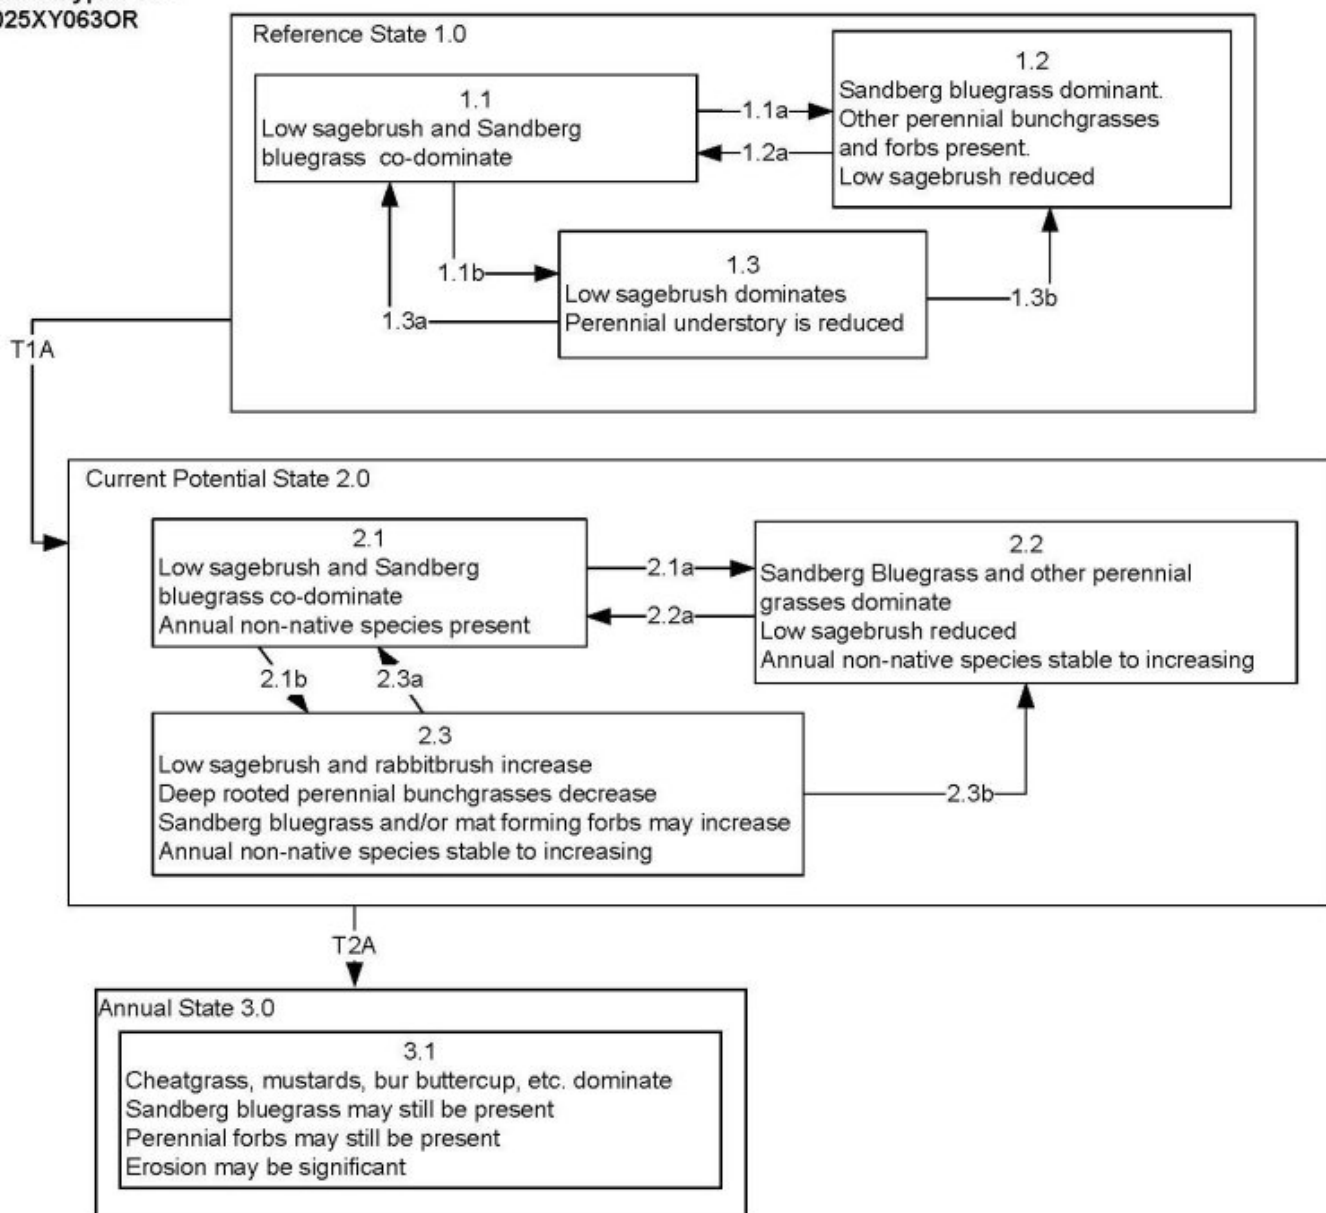 025XY063OR
Reference State 1.0
1.1
Low sagebrush and Sandberg
bluegrass co-dominate
1.1a
1.2a
1.2
Sandberg bluegrass dominant.
Other perennial bunchgrasses
and forbs present.
Low sagebrush reduced
1.1b
1.3a
1.3
Low sagebrush dominates
Perennial understory is reduced
1.3b
T1A
Current Potential State 2.0
2.1
Low sagebrush and Sandberg
bluegrass co-dominate
Annual non-native species present
2.1a
2.2a
2.2
Sandberg Bluegrass and other perennial
grasses dominate
Low sagebrush reduced
Annual non-native species stable to increasing
2.1b
2.3a
2.3
Low sagebrush and rabbitbrush increase
Deep rooted perennial bunchgrasses decrease
Sandberg bluegrass and/or mat forming forbs may increase
Annual non-native species stable to increasing
2.3b
T2A
Annual State 3.0
3.1
Cheatgrass, mustards, bur buttercup, etc. dominate
Sandberg bluegrass may still be present
Perennial forbs may still be present
Erosion may be significant